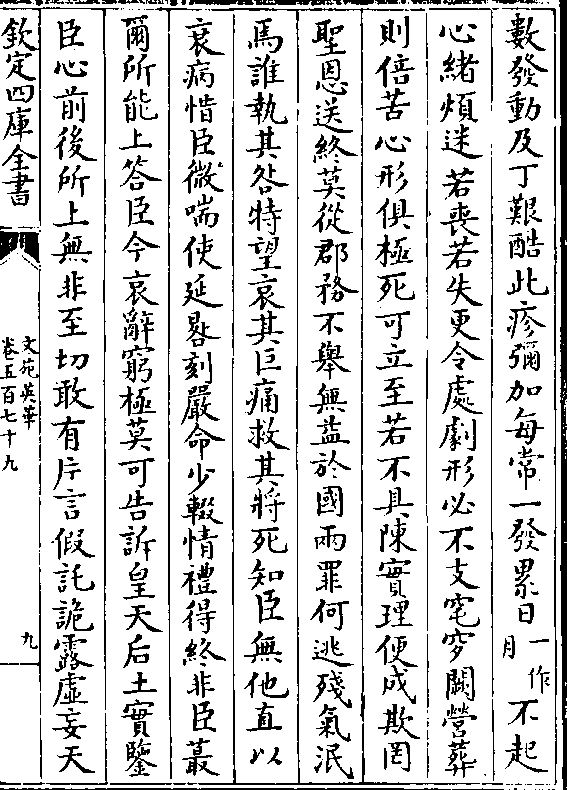 數發動及丁艱酷此疹彌加每常一發累日一作月不起
心緒煩迷若喪若失更令處劇形必不支窀穸闕營葬
則倍苦心形俱極死可立至若不具陳實理便成欺罔
聖恩送終莫從郡務不舉無益於國兩罪何逃殘氣泯
焉誰執其咎特望哀其巨痛救其將死知臣無他直以
衰病惜臣微喘使延晷刻嚴命少輟情禮得終非臣蕞
爾所能上答臣今哀辭窮極莫可告訴皇天后土實鑒
臣心前後所上無非至切敢有片言假託詭露虛妄天
欽定四庫全書
文苑英華
卷五百七十九
九